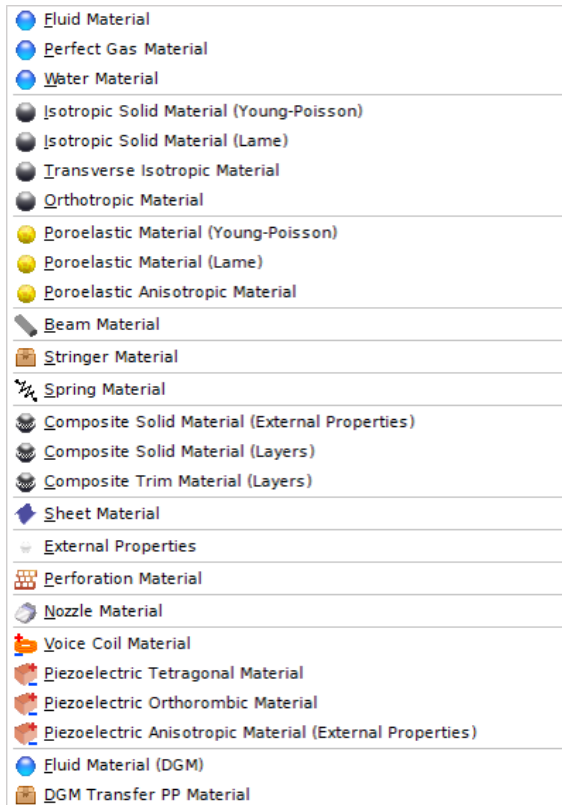 Fluid Material
Perfect Gas Material
Water Material
Isotropic Solid Material (Young-Poisson)
Isotropic Solid Material (Lame)
Transverse Isotropic Material
Orthotropic Material
Poroelastic Material (Young-Poisson)
Poroelastic Material (Lame)
Poroelastic Anisotropic Material
Beam Material
Stringer Material
Spring Material
Composite Solid Material (External Properties)
Composite Solid Material (Layers)
Composite Trim Material (Layers)
Sheet Material
External Properties
Perforation Material
Nozzle Material
Voice Coil Material
Piezoelectric Tetragonal Material
Piezoelectric Orthorombic Material
Piezoelectric Anisotropic Material (External Properties)
Fluid Material (DGM)
DGM Transfer PP Material